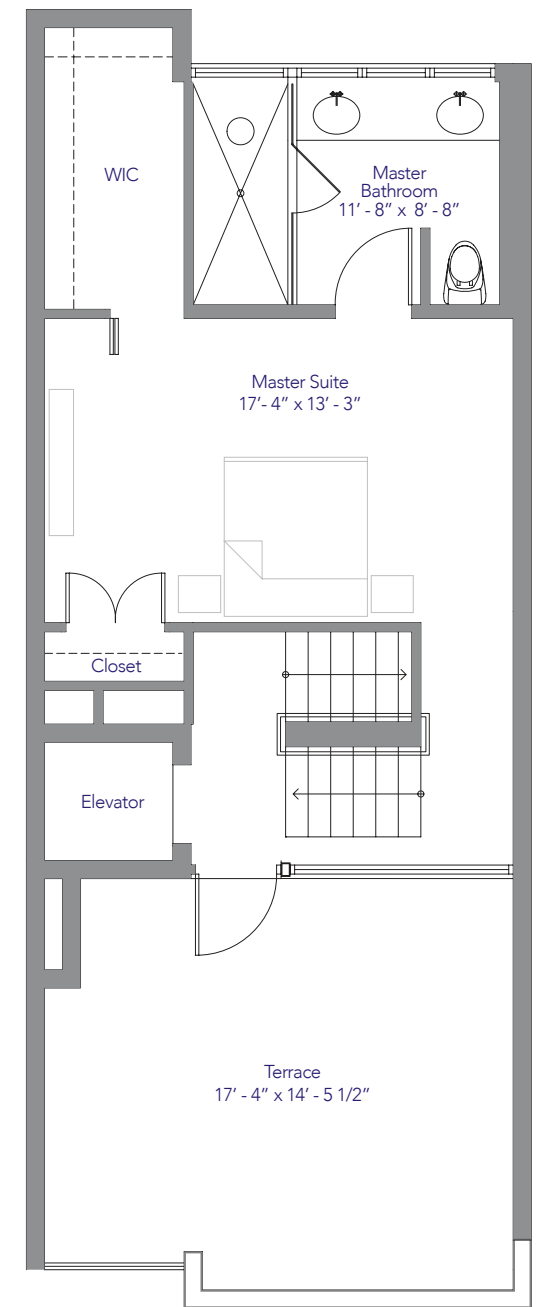 WIC
Master
Bathroom
11’ - 8” x 8’ - 8”
Master Suite
17’- 4” x 13’ - 3”
Closet
Elevator
Terrace
17’ - 4” x 14’ - 5 1/2”